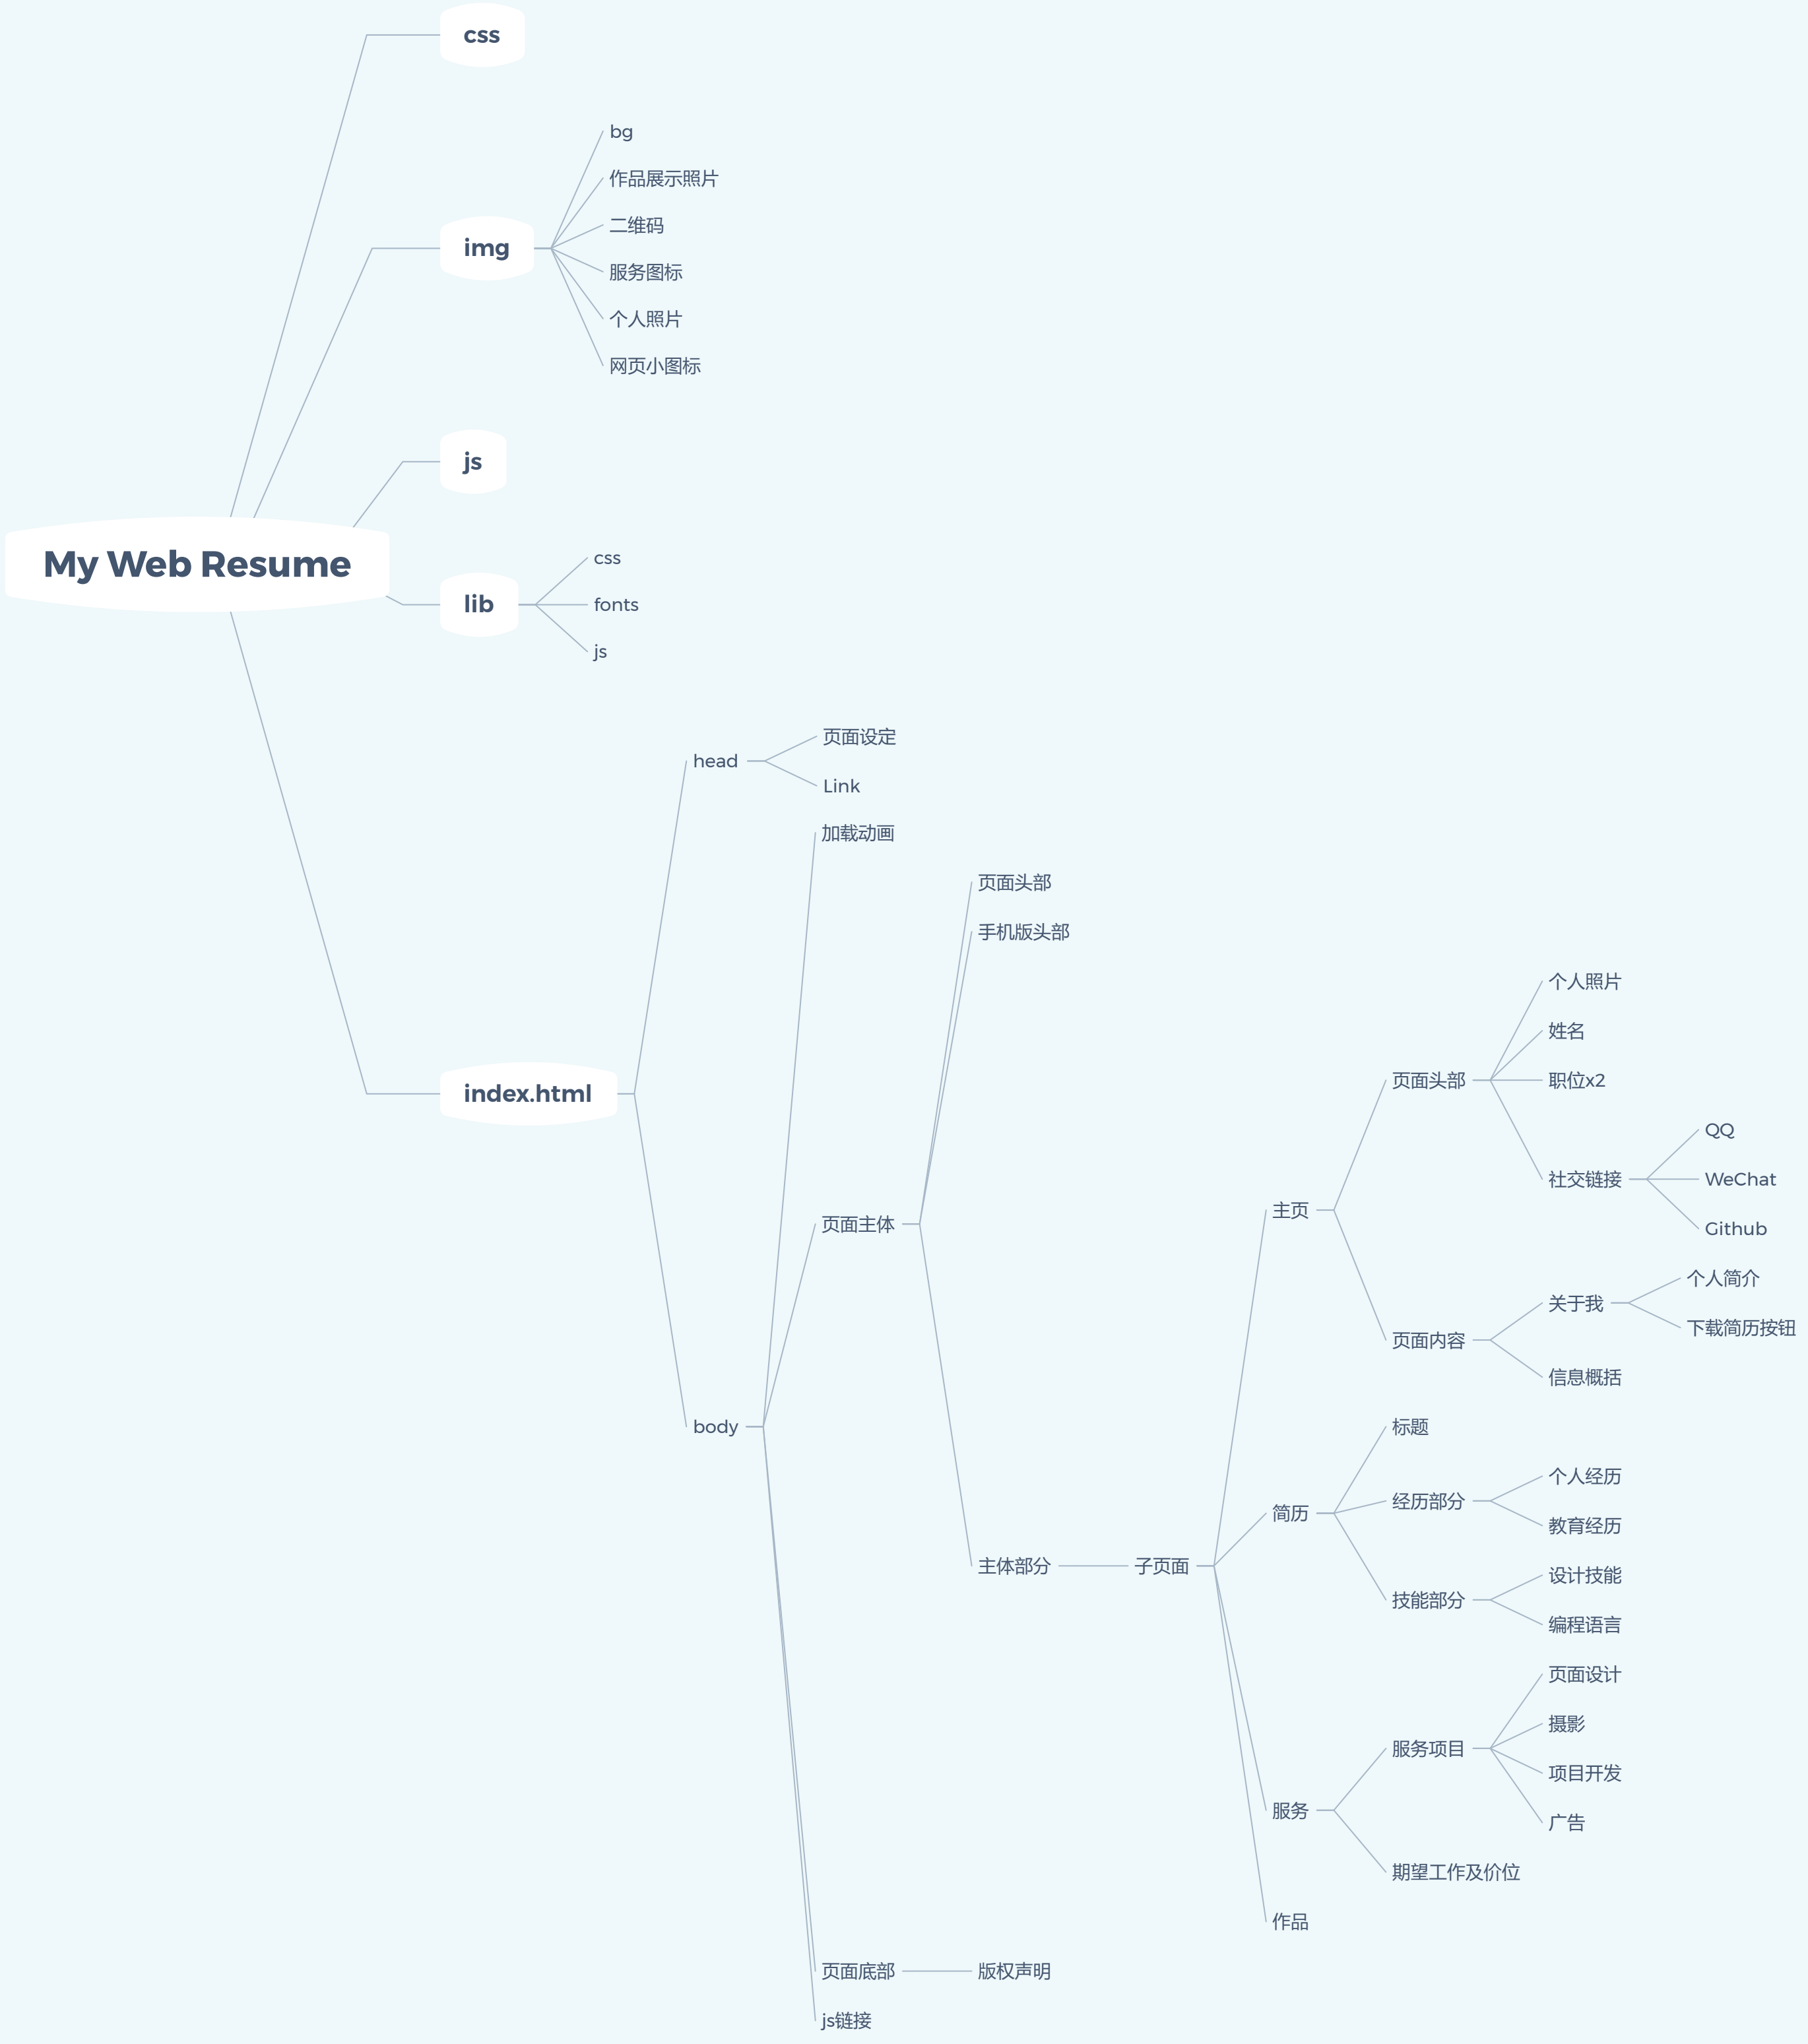 My Web Resume
css
img
bg
作品展示照片
二维码
服务图标
个人照片
网页小图标
js
lib
css
fonts
js
index.html
head
页面设定
Link
body
加载动画
页面主体
页面头部
手机版头部
主体部分
子页面
主页
页面头部
个人照片
姓名
职位x2
社交链接
QQ
WeChat
Github
页面内容
关于我
个人简介
下载简历按钮
信息概括
简历
标题
经历部分
个人经历
教育经历
技能部分
设计技能
编程语言
服务
服务项目
页面设计
摄影
项目开发
广告
期望工作及价位
作品
页面底部
版权声明
js链接